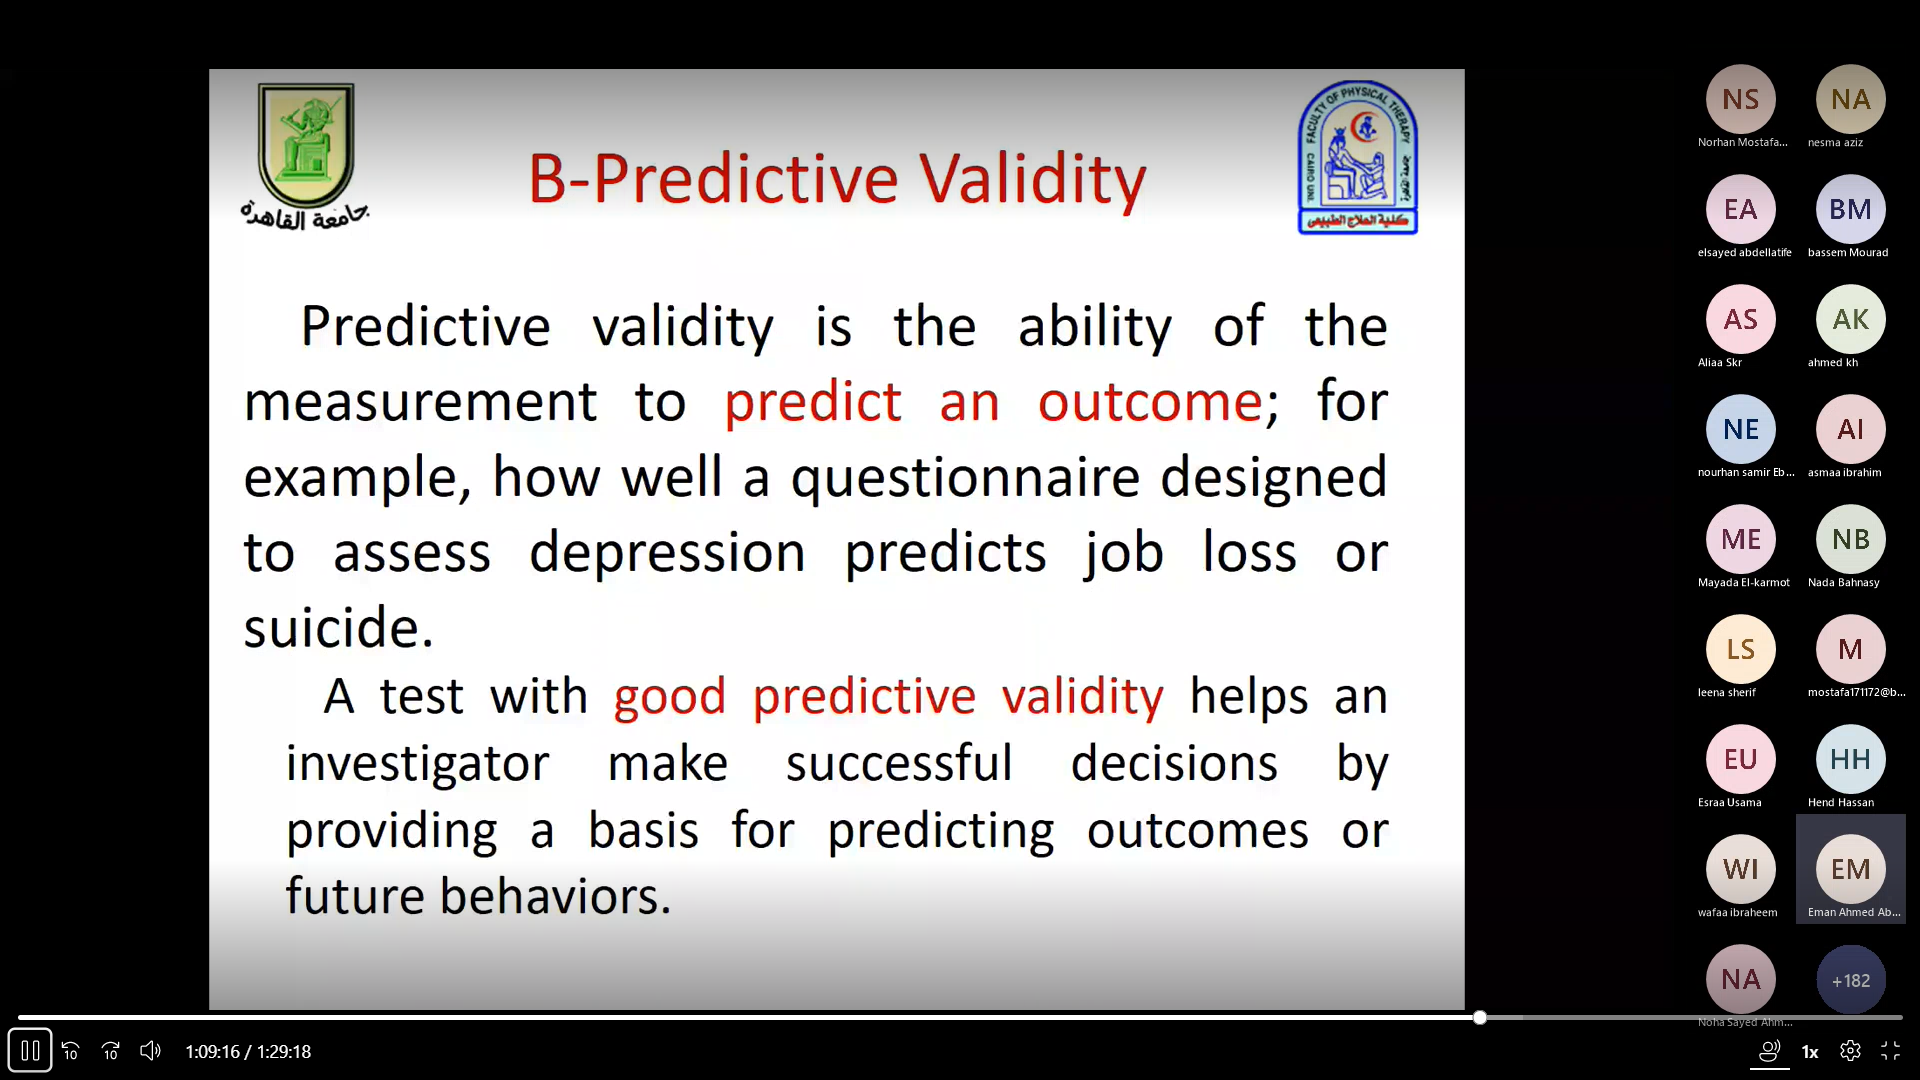 جامعة القاهرة
B-Predictive Validity
FACULTY OF PHYSICAL THERAPY
CAIRO UNI.
كلية العلاج الطبيعي
Predictive validity is the ability of the
measurement to predict an outcome; for
example, how well a questionnaire designed
to assess depression predicts job loss or
suicide.
A test with good predictive validity helps an
investigator make successful decisions by
providing a basis for predicting outcomes or
future behaviors.
NS
NA
Norhan Mostafa...
nesma aziz
EA
BM
elsayed abdellatife
bassem Mourad
AS
AK
Aliaa Skr
ahmed kh
NE
AI
nourhan samir Eb...
asmaa ibrahim
ME
NB
Mayada El-karmot
Nada Bahnasy
LS
M
leena sherif
mostafa171172@b...
EU
HH
Esraa Usama
Hend Hassan
WI
EM
wafaa ibraheem
Eman Ahmed Ab...
NA
+182
Noha Sayed Ahm...
10
10
1:09:16 / 1:29:18
1x